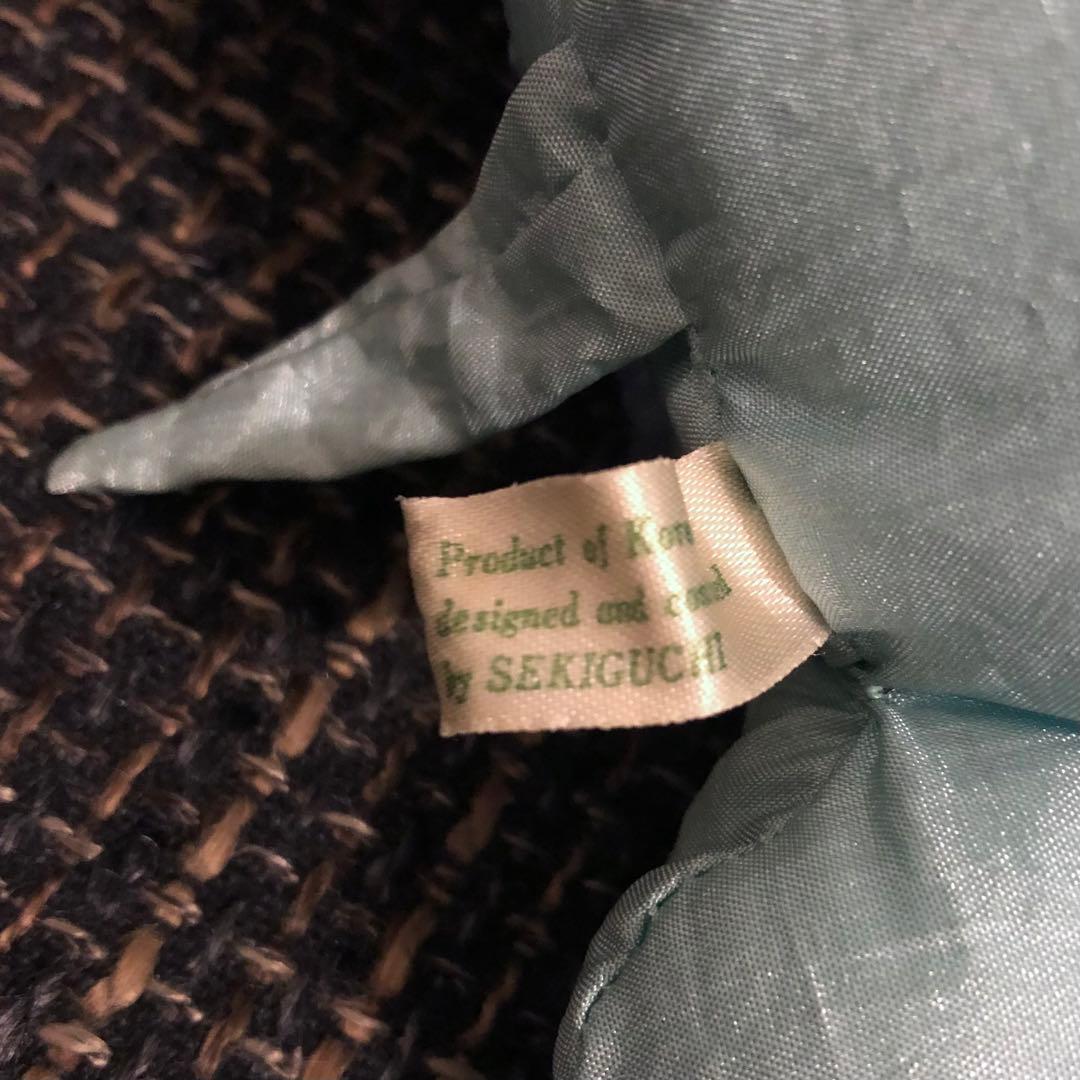 Product of
designed and
by SEKIGUCHI